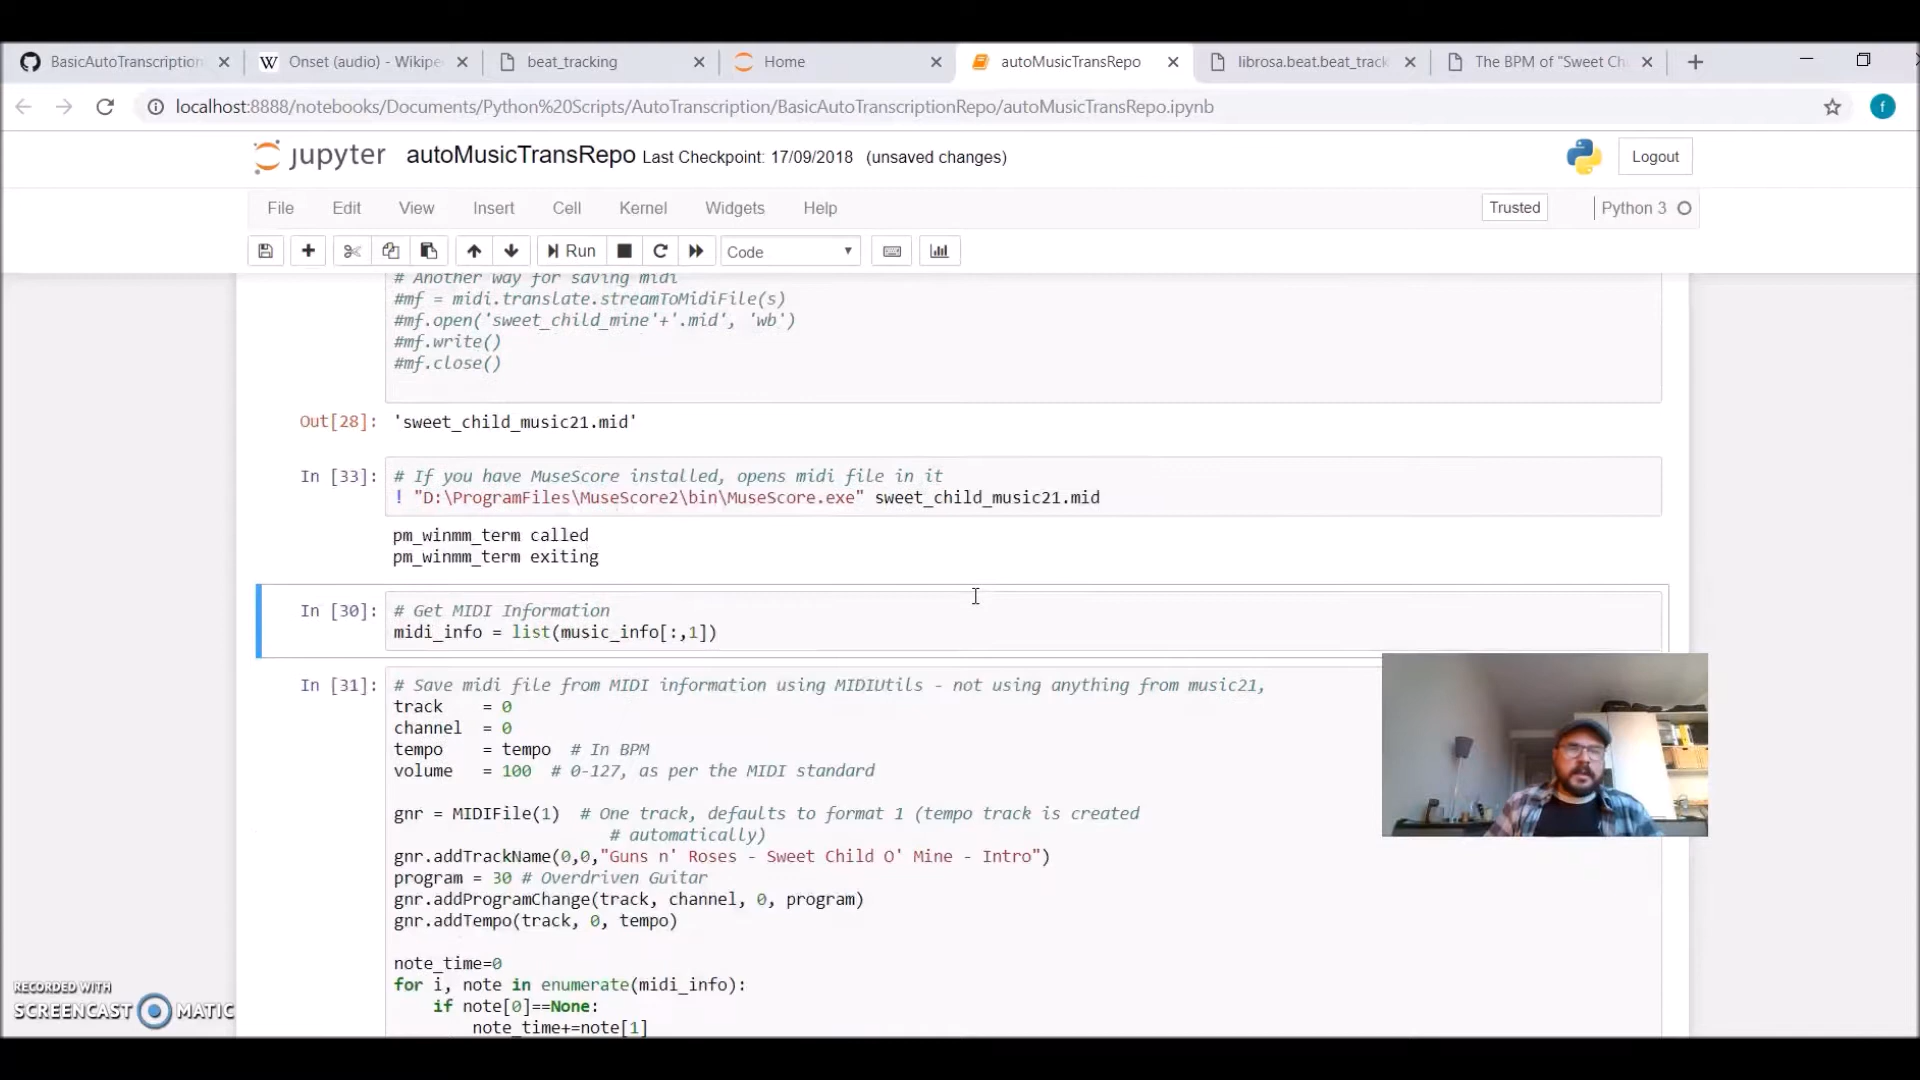 BasicAutoTranscription
Onset (audio) - Wikipe
beat_tracking
Home
autoMusicTransRepo
librosa.beat.beat_track
The BPM of "Sweet Ch
localhost:8888/notebooks/Documents/Python%20Scripts/AutoTranscription/BasicAutoTranscriptionRepo/autoMusicTransRepo.ipynb
f
jupyter autoMusicTransRepo Last Checkpoint: 17/09/2018 (unsaved changes)
Logout
File Edit View Insert Cell Kernel Widgets Help
Trusted
Python 3
Run
Code
# Another way for saving midi
#mf = midi.translate.streamToMidiFile(s)
#mf.open('sweet_child_mine'+'.mid', 'wb')
#mf.write()
#mf.close()
Out[28]: 'sweet_child_music21.mid'
In [33]: # If you have MuseScore installed, opens midi file in it
! "D:\ProgramFiles\MuseScore2\bin\MuseScore.exe" sweet_child_music21.mid
pm_winmm_term called
pm_winmm_term exiting
In [30]: # Get MIDI Information
midi_info = list(music_info[:,1])
In [31]: # Save midi file from MIDI information using MIDIUtils - not using anything from music21,
track = 0
channel = 0
tempo = tempo # In BPM
volume = 100 # 0-127, as per the MIDI standard
gnr = MIDIFile(1) # One track, defaults to format 1 (tempo track is created
# automatically)
gnr.addTrackName(0,0,"Guns n' Roses - Sweet Child O' Mine - Intro")
program = 30 # Overdriven Guitar
gnr.addProgramChange(track, channel, 0, program)
gnr.addTempo(track, 0, tempo)
note_time=0
for i, note in enumerate(midi_info):
if note[0]==None:
note_time+=note[1]
RECORDED WITH
SCREENCAST MATIC